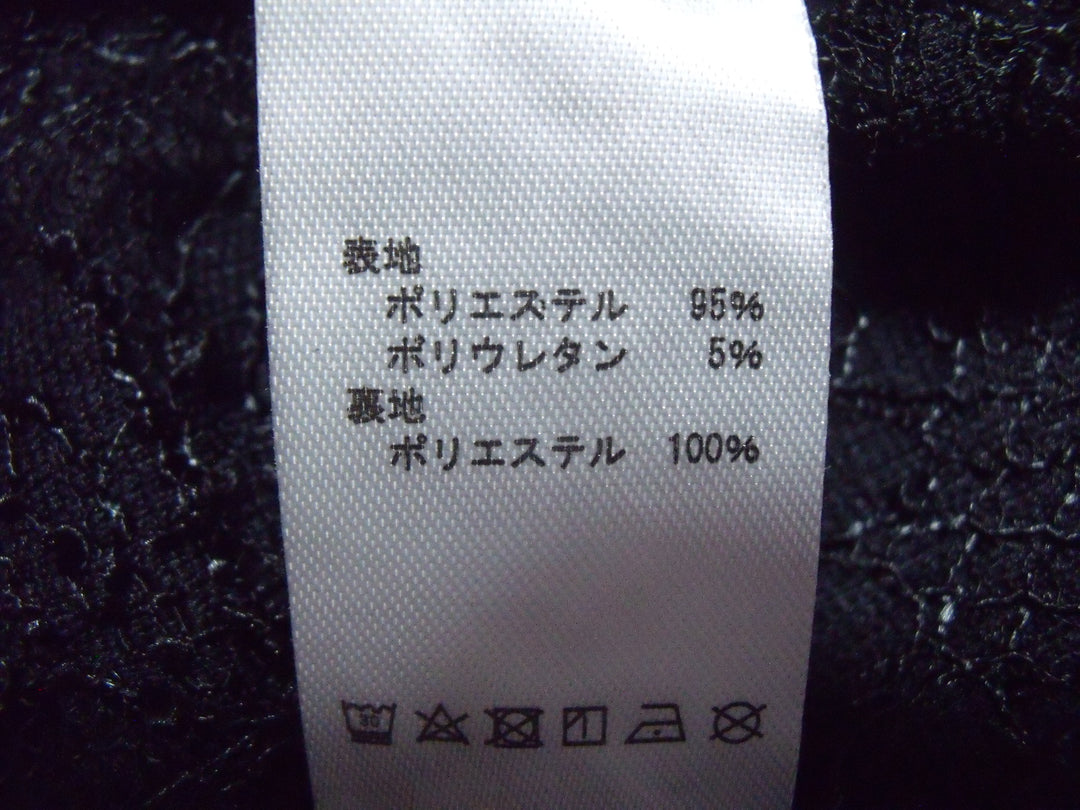 表地
ポリエステル 95%
ポリウレタン 5%
裏地
ポリエステル 100%
30